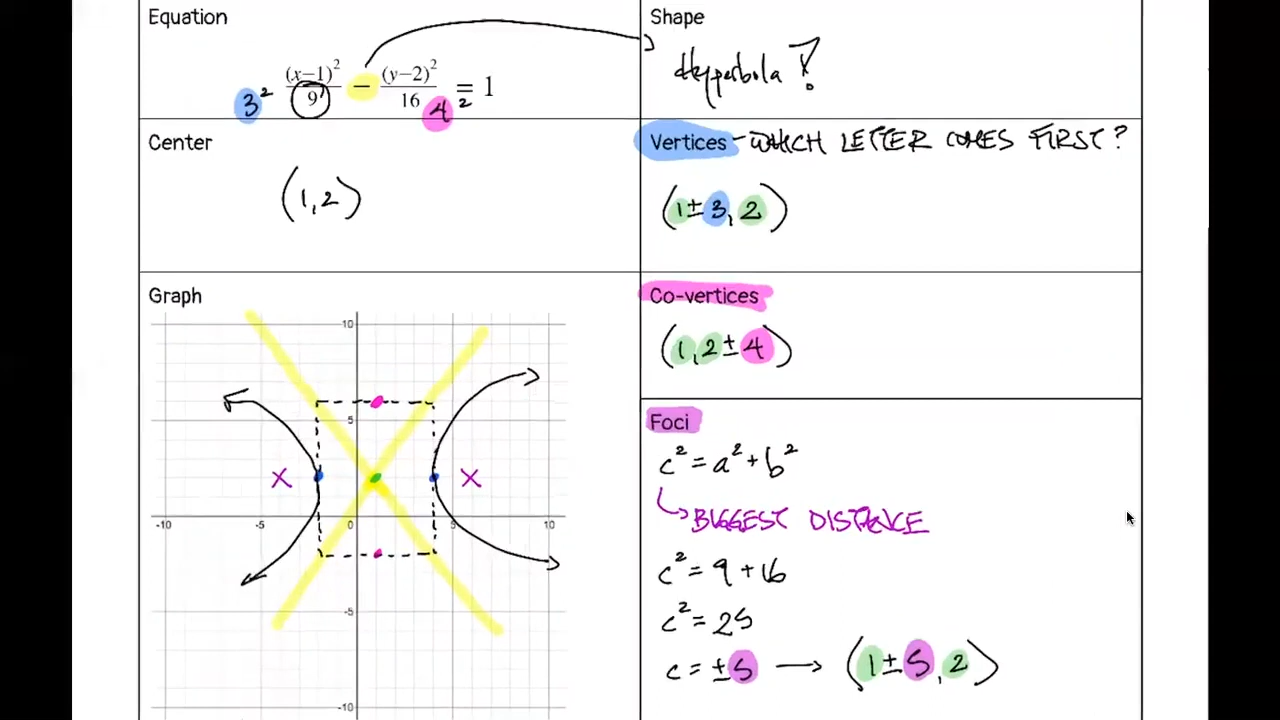 Equation
3² (x−1)²/9 − (y−2)²/16 4² = 1
Shape
Hyperbola!
Center
(1,2)
Vertices - WHICH LETTER COMES FIRST?
(1±3, 2)
Co-vertices
(1, 2±4)
Graph
10
5
-10 -5 0 5 10
-5
-10
X X
Foci
c² = a² + b²
BIGGEST DISTANCE
c² = 9 + 16
c² = 25
c = ±5 → (1±5, 2)